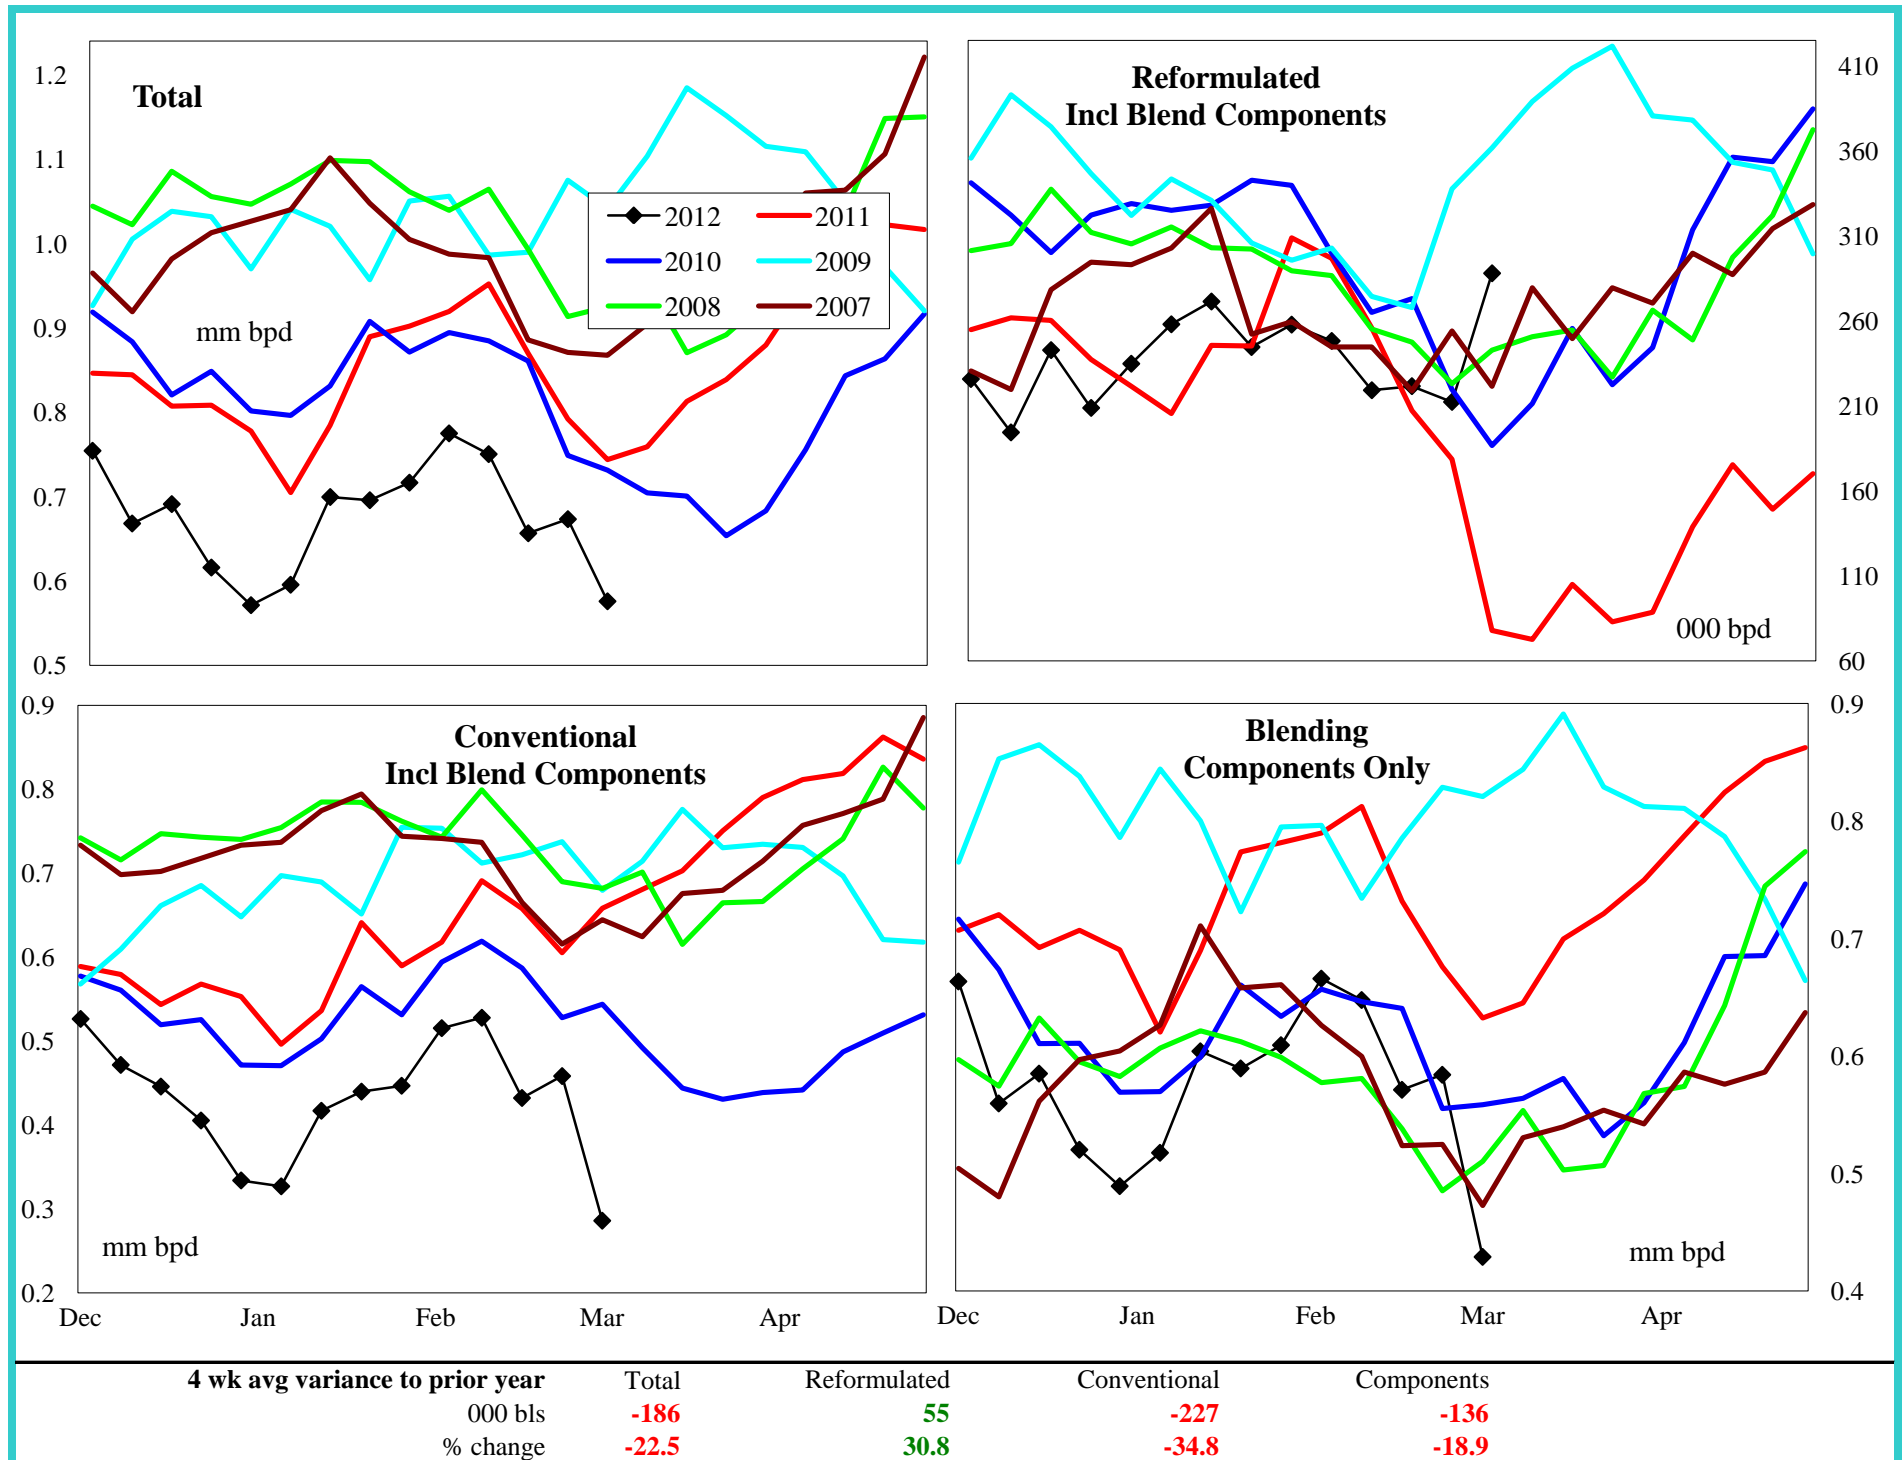 Total
1.2
1.1
1.0
0.9
0.8
0.7
0.6
0.5
mm bpd
2012 2011
2010 2009
2008 2007
Reformulated
Incl Blend Components
410
360
310
260
210
160
110
60
000 bpd
Conventional
Incl Blend Components
0.9
0.8
0.7
0.6
0.5
0.4
0.3
0.2
mm bpd
Dec Jan Feb Mar Apr
Blending
Components Only
0.9
0.8
0.7
0.6
0.5
0.4
mm bpd
Dec Jan Feb Mar Apr
4 wk avg variance to prior year Total Reformulated Conventional Components
000 bls -186 55 -227 -136
% change -22.5 30.8 -34.8 -18.9